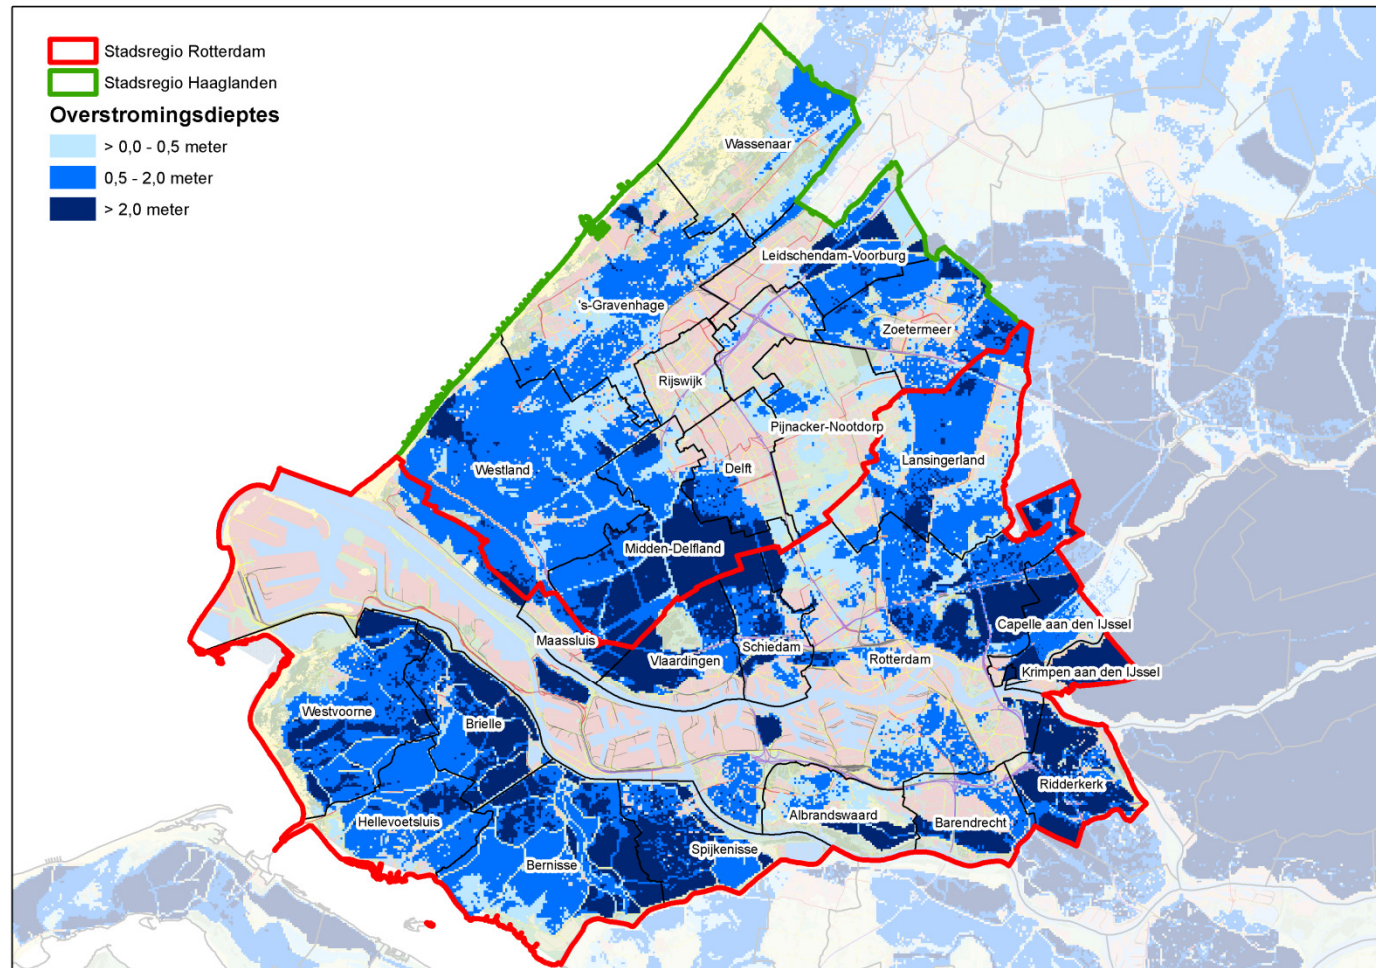 Stadsregio Rotterdam
Stadsregio Haaglanden
Overstromingsdieptes
> 0,0 - 0,5 meter
0,5 - 2,0 meter
> 2,0 meter
Wassenaar
Leidschendam-Voorburg
's-Gravenhage
Zoetermeer
Rijswijk
Pijnacker-Nootdorp
Lansingerland
Westland
Delft
Midden-Delfland
Capelle aan den IJssel
Maassluis
Schiedam
Vlaardingen
Rotterdam
Krimpen aan den IJssel
Westvoorne
Brielle
Ridderkerk
Albrandswaard
Barendrecht
Hellevoetsluis
Spijkenisse
Bernisse